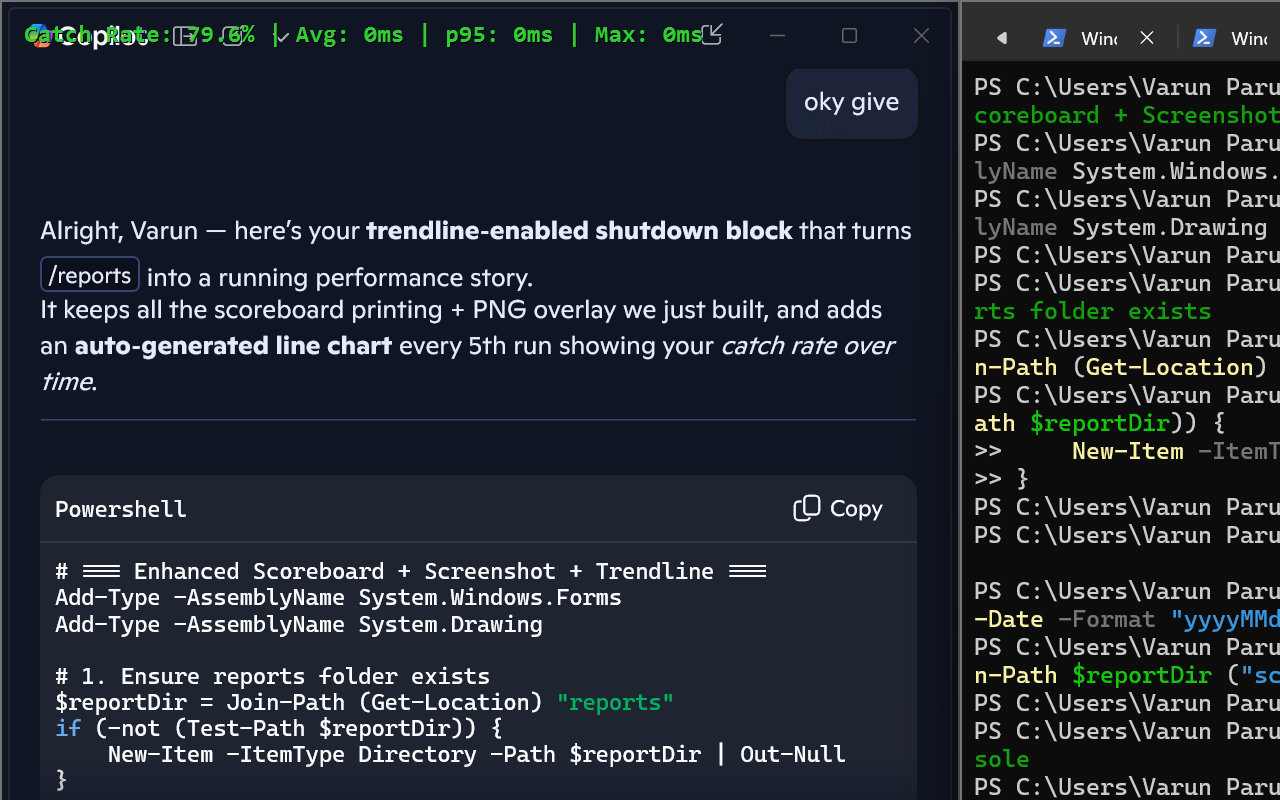 Copilot
Catch Rate: 79.6% | Avg: 0ms | p95: 0ms | Max: 0ms
oky give
Alright, Varun — here's your trendline-enabled shutdown block that turns
/reports into a running performance story.
It keeps all the scoreboard printing + PNG overlay we just built, and adds
an auto-generated line chart every 5th run showing your catch rate over
time.
Powershell
Copy
# === Enhanced Scoreboard + Screenshot + Trendline ===
Add-Type -AssemblyName System.Windows.Forms
Add-Type -AssemblyName System.Drawing
# 1. Ensure reports folder exists
$reportDir = Join-Path (Get-Location) "reports"
if (-not (Test-Path $reportDir)) {
New-Item -ItemType Directory -Path $reportDir | Out-Null
}
Winc
Winc
PS C:\Users\Varun Paru
coreboard + Screenshot
PS C:\Users\Varun Paru
lyName System.Windows.
PS C:\Users\Varun Paru
lyName System.Drawing
PS C:\Users\Varun Paru
PS C:\Users\Varun Paru
rts folder exists
PS C:\Users\Varun Paru
n-Path (Get-Location)
PS C:\Users\Varun Paru
ath $reportDir)) {
>> New-Item -ItemT
>> }
PS C:\Users\Varun Paru
PS C:\Users\Varun Paru
PS C:\Users\Varun Paru
-Date -Format "yyyyMMd
PS C:\Users\Varun Paru
n-Path $reportDir ("sc
PS C:\Users\Varun Paru
PS C:\Users\Varun Paru
sole
PS C:\Users\Varun Paru